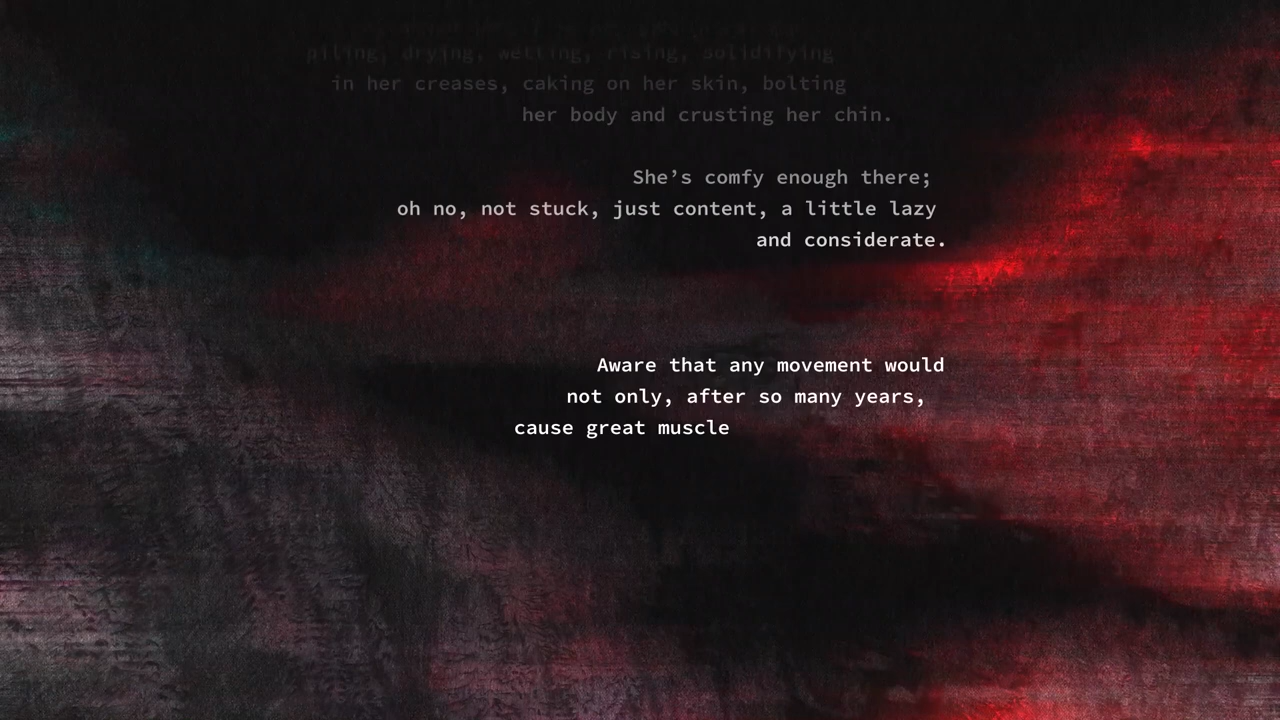 piling, drying, wetting, rising, solidifying
in her creases, caking on her skin, bolting
her body and crusting her chin.
She’s comfy enough there;
oh no, not stuck, just content, a little lazy
and considerate.
Aware that any movement would
not only, after so many years,
cause great muscle